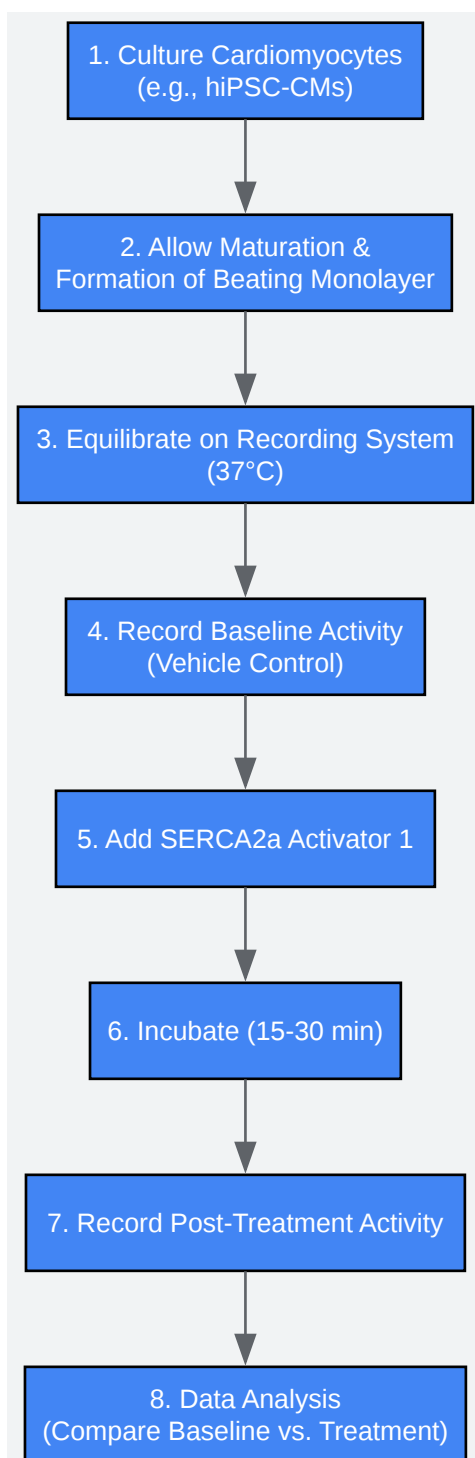 1. Culture Cardiomyocytes
(e.g., hiPSC-CMs)
2. Allow Maturation &
Formation of Beating Monolayer
3. Equilibrate on Recording System
(37°C)
4. Record Baseline Activity
(Vehicle Control)
5. Add SERCA2a Activator 1
6. Incubate (15-30 min)
7. Record Post-Treatment Activity
8. Data Analysis
(Compare Baseline vs. Treatment)